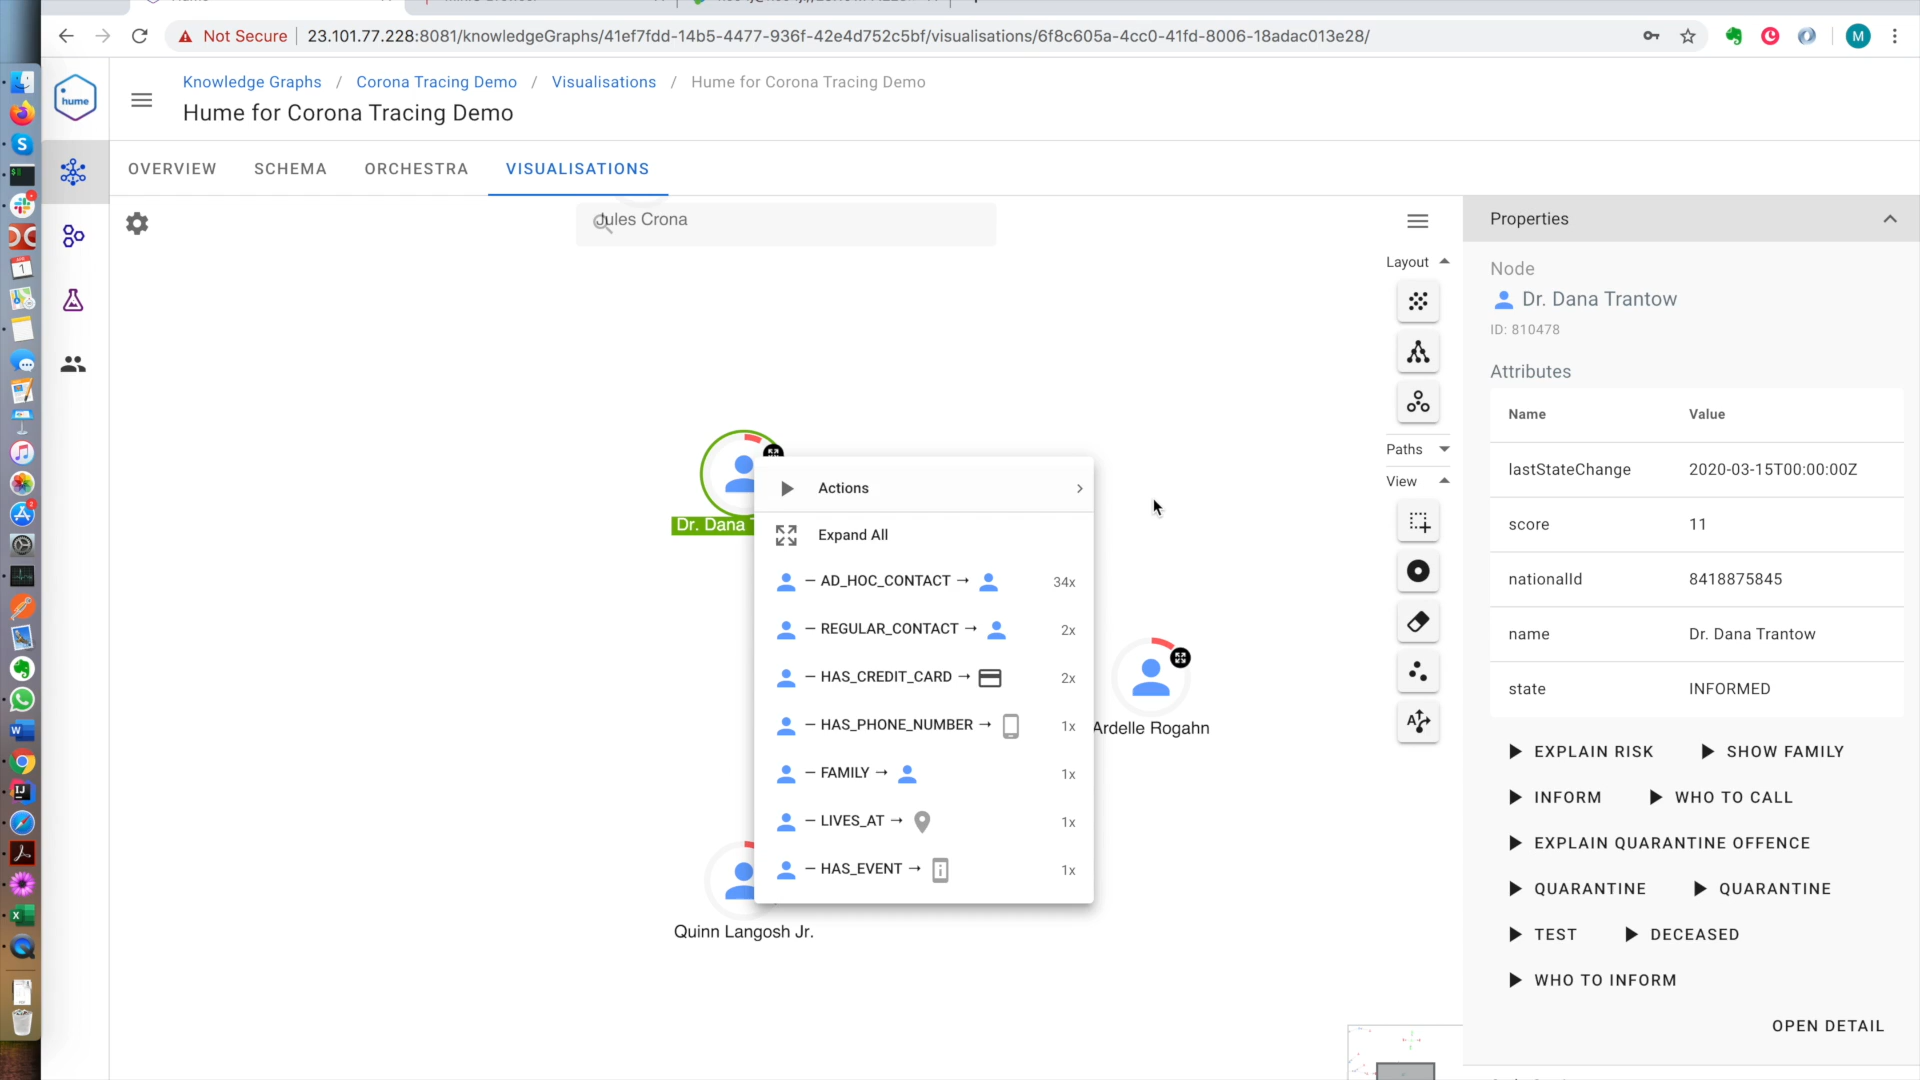 Not Secure
23.101.77.228:8081/knowledgeGraphs/41ef7fdd-14b5-4477-936f-42e4d752c5bf/visualisations/6f8c605a-4cc0-41fd-8006-18adac013e28/
M
hume
Knowledge Graphs / Corona Tracing Demo / Visualisations / Hume for Corona Tracing Demo
Hume for Corona Tracing Demo
OVERVIEW SCHEMA ORCHESTRA VISUALISATIONS
Jules Crona
Layout
Paths
View
Dr. Dana T
Actions
Expand All
– AD_HOC_CONTACT → 34x
– REGULAR_CONTACT → 2x
– HAS_CREDIT_CARD → 2x
– HAS_PHONE_NUMBER → 1x
– FAMILY → 1x
– LIVES_AT → 1x
– HAS_EVENT → 1x
Ardelle Rogahn
Quinn Langosh Jr.
Properties
Node
Dr. Dana Trantow
ID: 810478
Attributes
Name Value
lastStateChange 2020-03-15T00:00:00Z
score 11
nationalId 8418875845
name Dr. Dana Trantow
state INFORMED
EXPLAIN RISK SHOW FAMILY
INFORM WHO TO CALL
EXPLAIN QUARANTINE OFFENCE
QUARANTINE QUARANTINE
TEST DECEASED
WHO TO INFORM
OPEN DETAIL